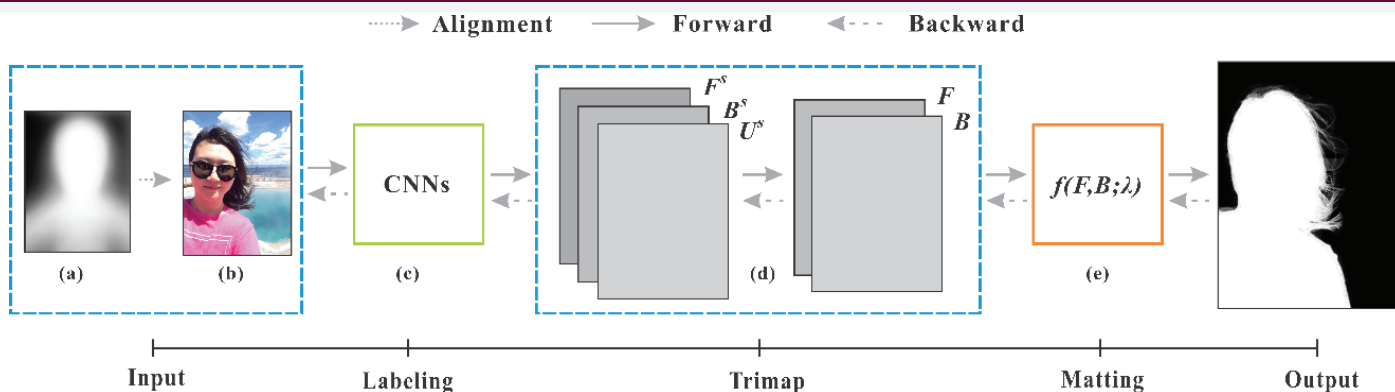 Alignment Forward Backward
F^s
B^s
U^s
F
B
CNNs
f(F,B;λ)
(a) (b) (c) (d) (e)
Input Labeling Trimap Matting Output